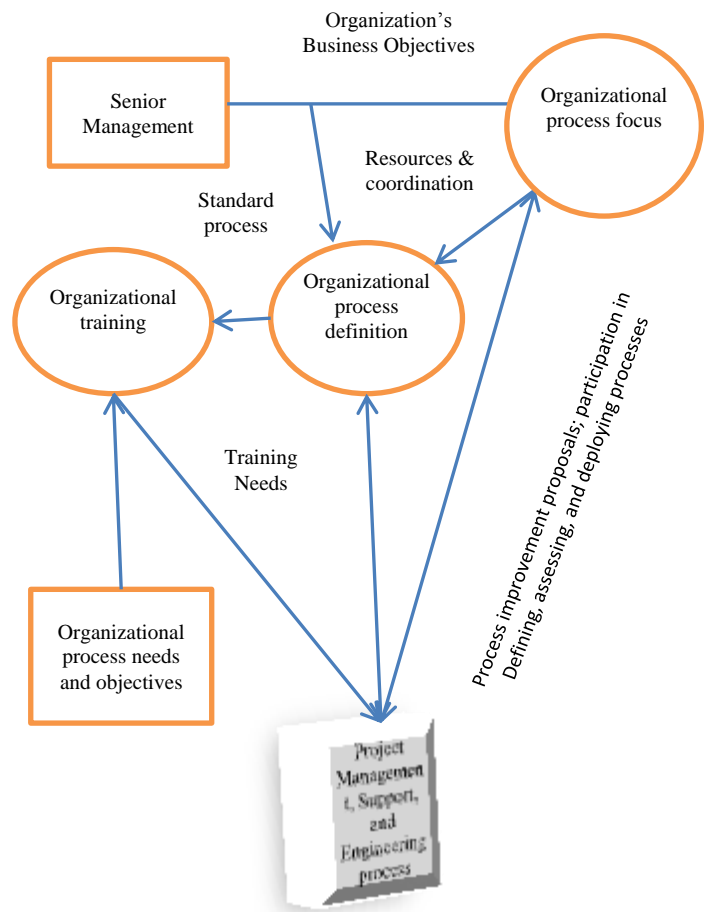 Organization’s
Business Objectives
Senior
Management
Organizational
process focus
Resources &
coordination
Standard
process
Organizational
training
Organizational
process
definition
Training
Needs
Process improvement proposals; participation in
Defining, assessing, and deploying processes
Organizational
process needs
and objectives
Project
Managemen
t, Support,
and
Engineering
process